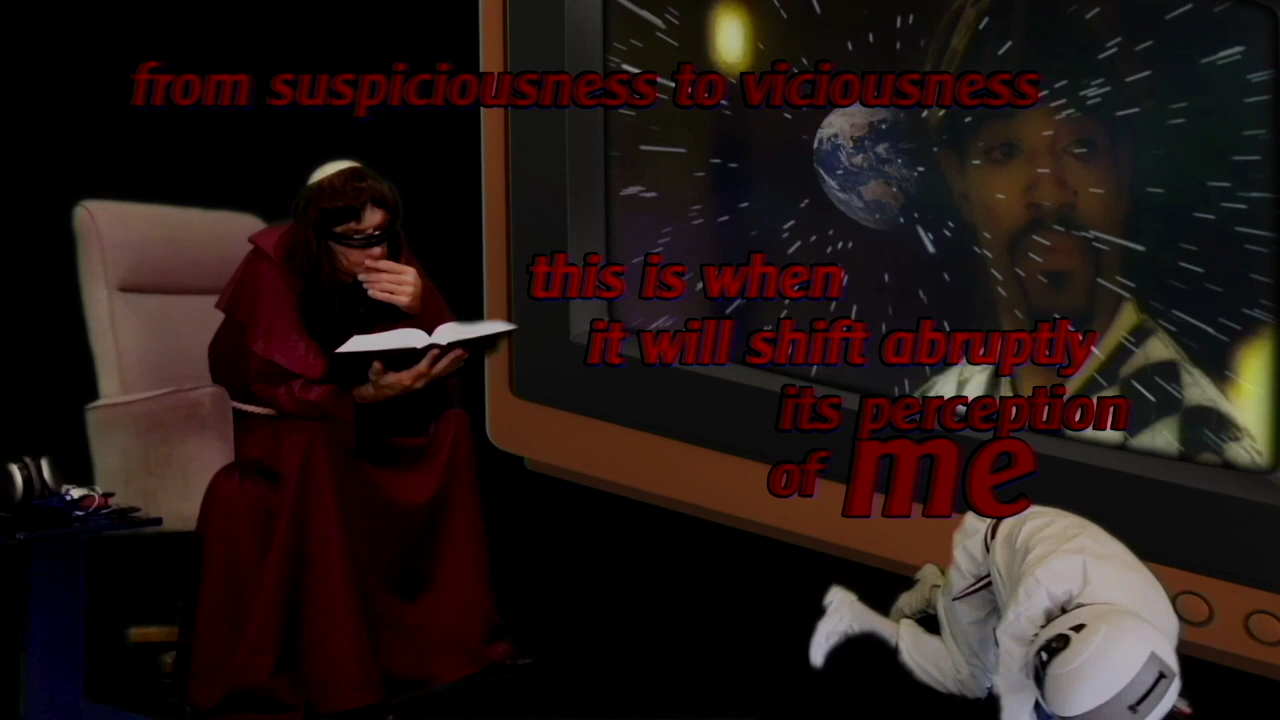 from suspiciousness to viciousness
this is when
it will shift abruptly
its perception
of me